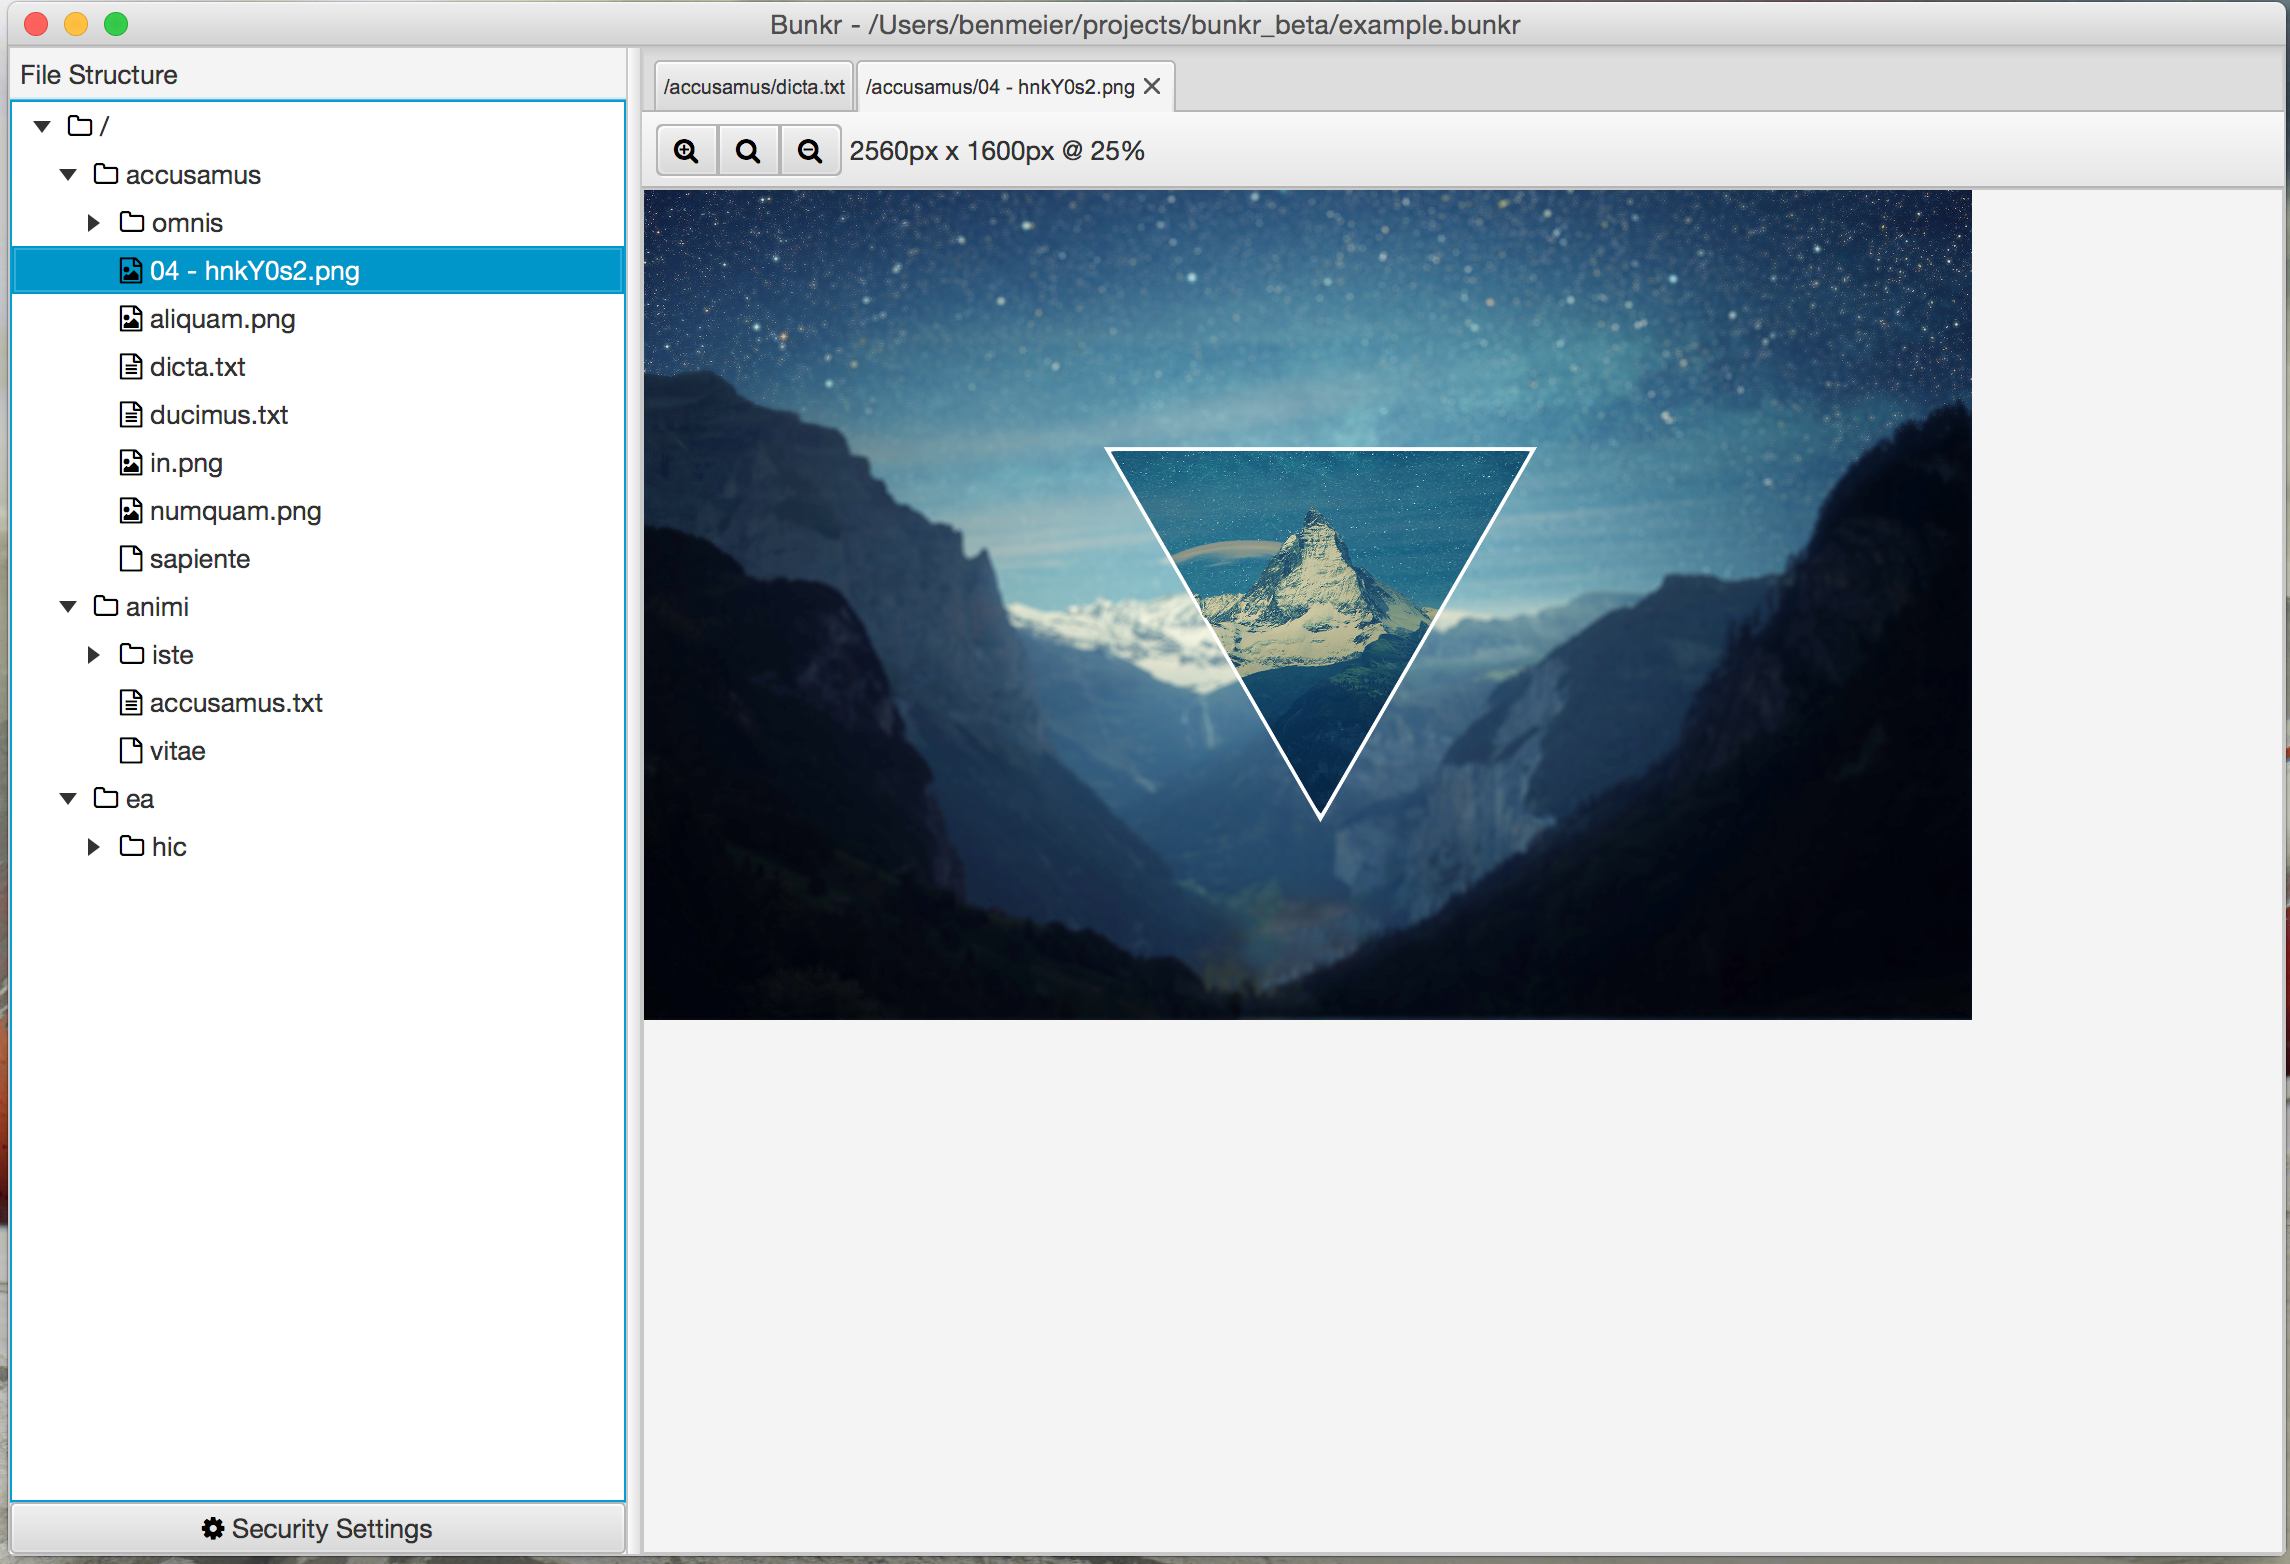 Bunkr - /Users/benmeier/projects/bunkr_beta/example.bunkr
File Structure
/
accusamus
omnis
04 - hnkY0s2.png
aliquam.png
dicta.txt
ducimus.txt
in.png
numquam.png
sapiente
animi
iste
accusamus.txt
vitae
ea
hic
Security Settings
/accusamus/dicta.txt
/accusamus/04 - hnkY0s2.png
2560px x 1600px @ 25%